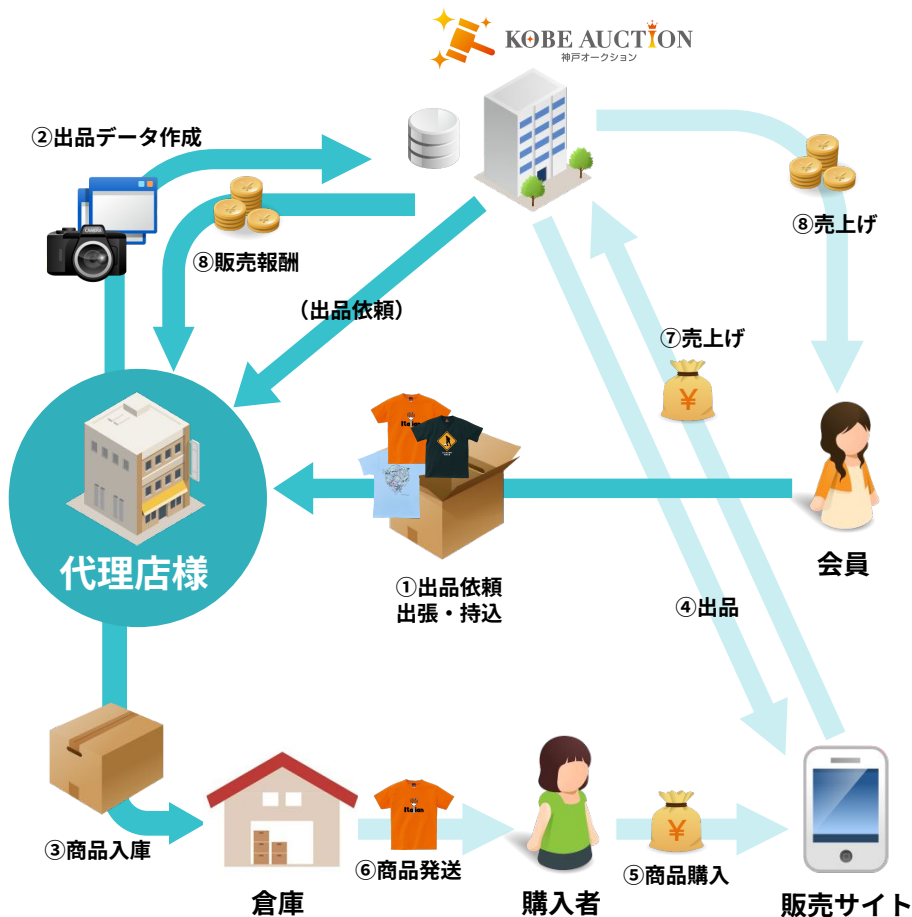 KOBE AUCTION
神戸オークション
②出品データ作成
⑧売上げ
⑧販売報酬
（出品依頼）
⑦売上げ
¥
代理店様
①出品依頼
出張・持込
会員
④出品
③商品入庫
⑥商品発送
¥
⑤商品購入
倉庫
購入者
販売サイト